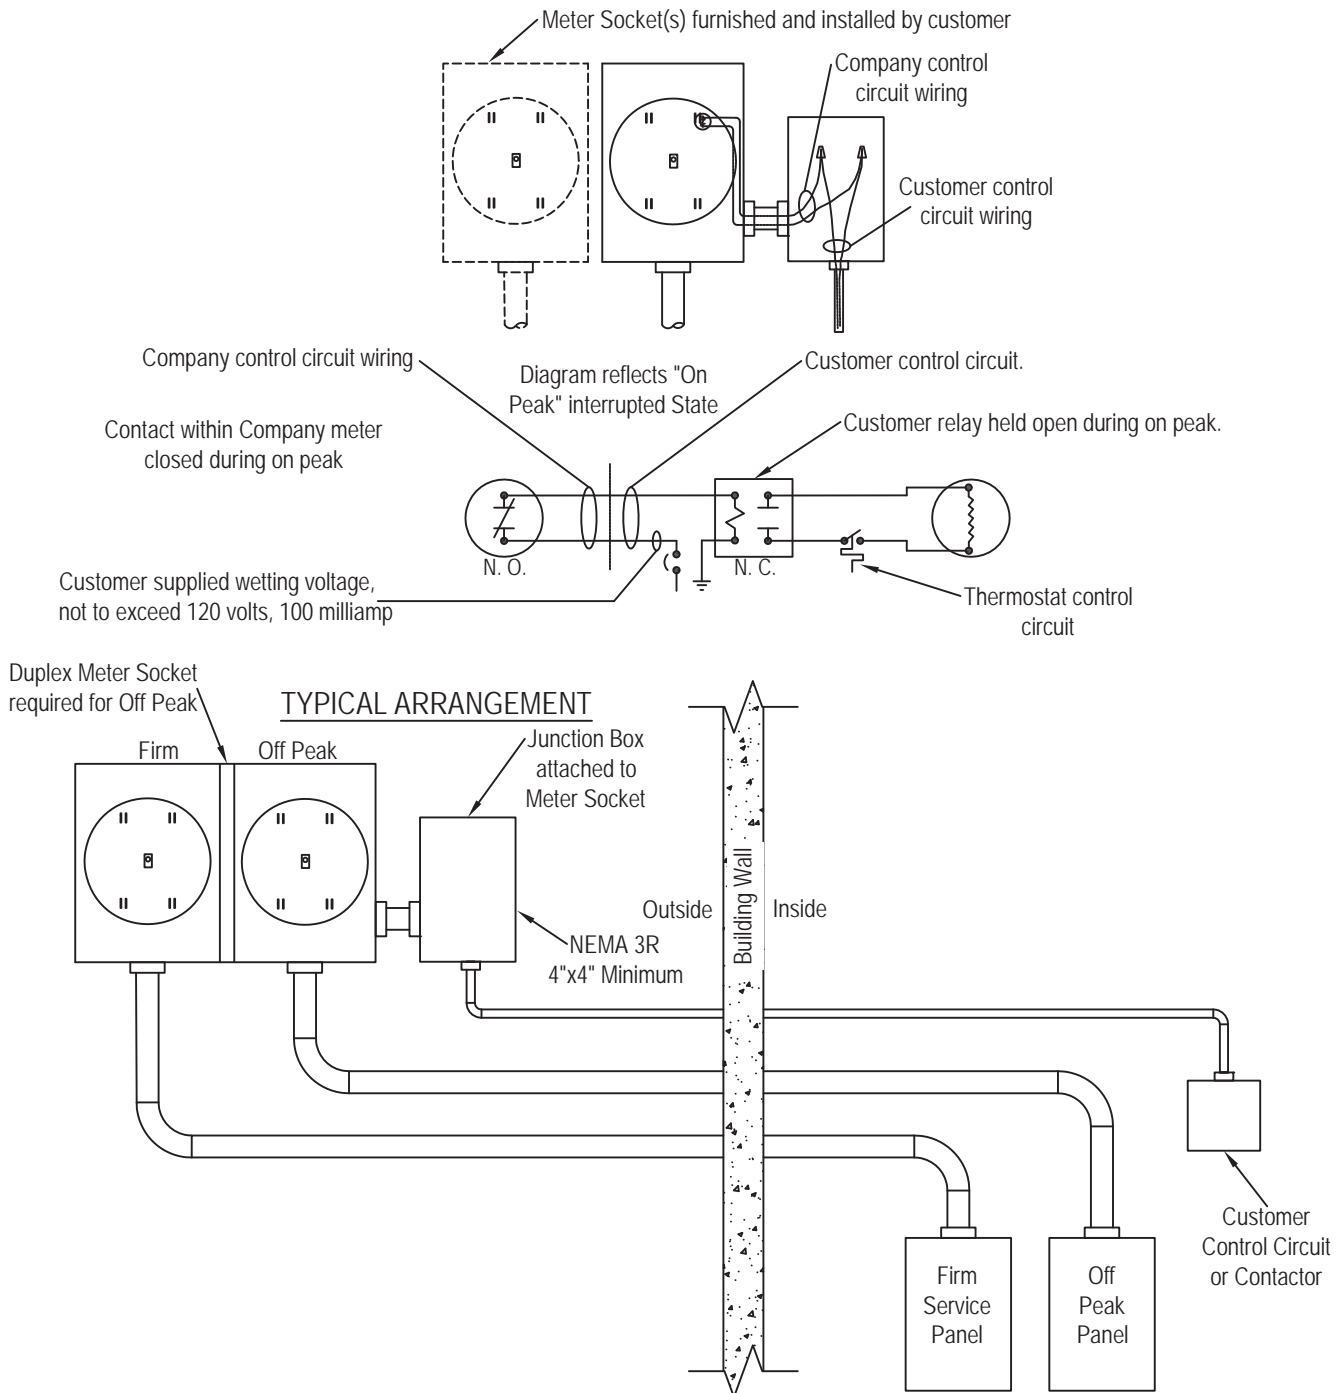 Meter Socket(s) furnished and installed by customer
Company control
circuit wiring
Customer control
circuit wiring
Company control circuit wiring
Diagram reflects "On
Peak" interrupted State
Customer control circuit.
Contact within Company meter
closed during on peak
Customer relay held open during on peak.
N. O.
N. C.
Customer supplied wetting voltage,
not to exceed 120 volts, 100 milliamp
Thermostat control
circuit
Duplex Meter Socket
required for Off Peak
TYPICAL ARRANGEMENT
Firm
Off Peak
Junction Box
attached to
Meter Socket
Outside
Building Wall
Inside
NEMA 3R
4"x4" Minimum
Customer
Control Circuit
or Contactor
Firm
Service
Panel
Off
Peak
Panel